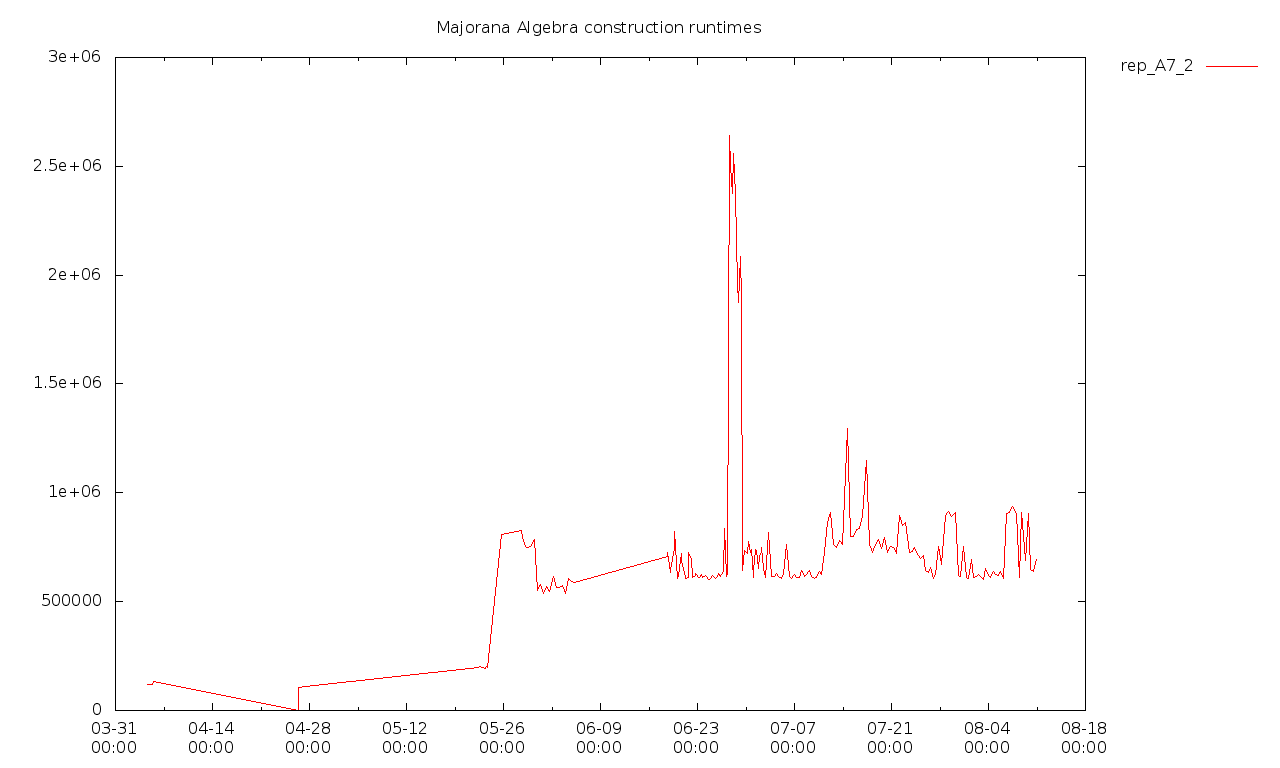 Majorana Algebra construction runtimes
rep_A7_2
3e+06
2.5e+06
2e+06
1.5e+06
1e+06
500000
0
03-31 04-14 04-28 05-12 05-26 06-09 06-23 07-07 07-21 08-04 08-18
00:00 00:00 00:00 00:00 00:00 00:00 00:00 00:00 00:00 00:00 00:00